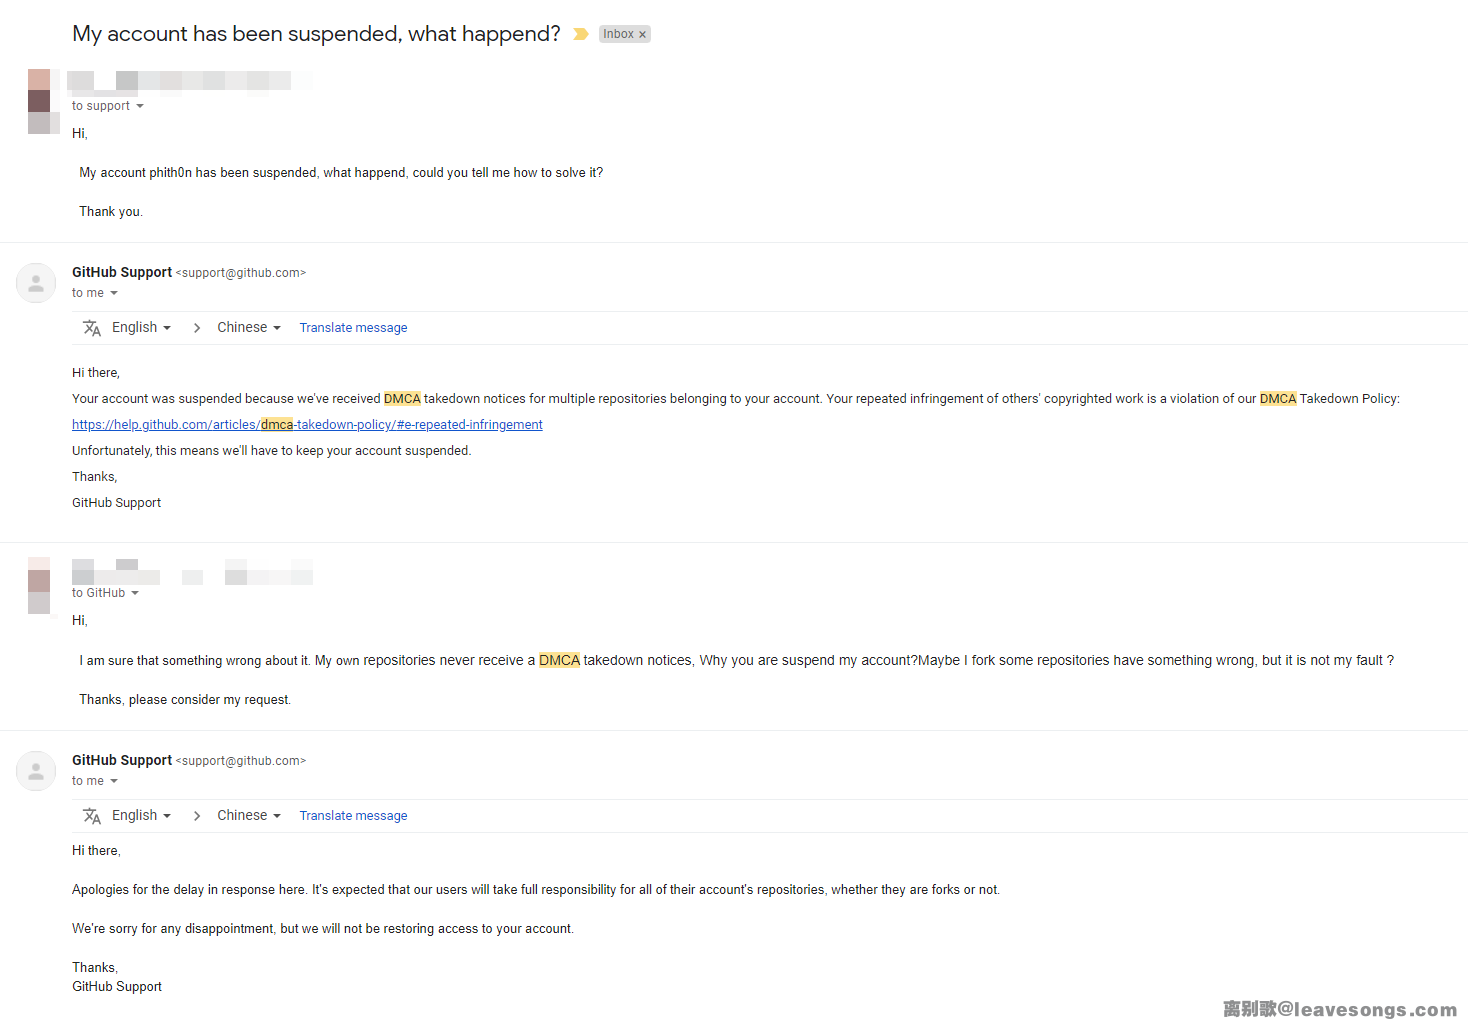 My account has been suspended, what happend?
Inbox ×
to support
Hi,
My account phith0n has been suspended, what happend, could you tell me how to solve it?
Thank you.
GitHub Support <support@github.com>
to me
English > Chinese Translate message
Hi there,
Your account was suspended because we've received DMCA takedown notices for multiple repositories belonging to your account. Your repeated infringement of others' copyrighted work is a violation of our DMCA Takedown Policy:
https://help.github.com/articles/dmca-takedown-policy/#e-repeated-infringement
Unfortunately, this means we'll have to keep your account suspended.
Thanks,
GitHub Support
to GitHub
Hi,
I am sure that something wrong about it. My own repositories never receive a DMCA takedown notices, Why you are suspend my account?Maybe I fork some repositories have something wrong, but it is not my fault ?
Thanks, please consider my request.
GitHub Support <support@github.com>
to me
English > Chinese Translate message
Hi there,
Apologies for the delay in response here. It's expected that our users will take full responsibility for all of their account's repositories, whether they are forks or not.
We're sorry for any disappointment, but we will not be restoring access to your account.
Thanks,
GitHub Support
离别歌@leavesongs.com